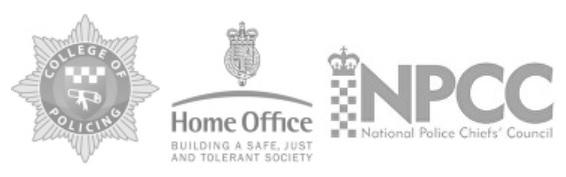 COLLEGE OF
POLICING
Home Office
BUILDING A SAFE, JUST
AND TOLERANT SOCIETY
NPCC
National Police Chiefs' Council